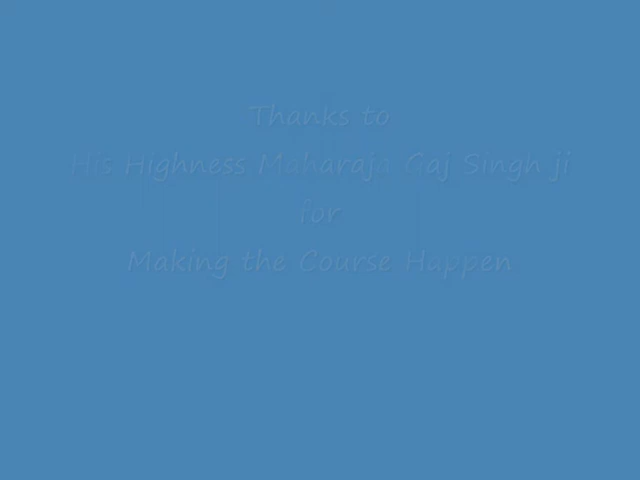 Thanks to
His Highness Maharaja Gaj Singh ji
for
Making the Course Happen